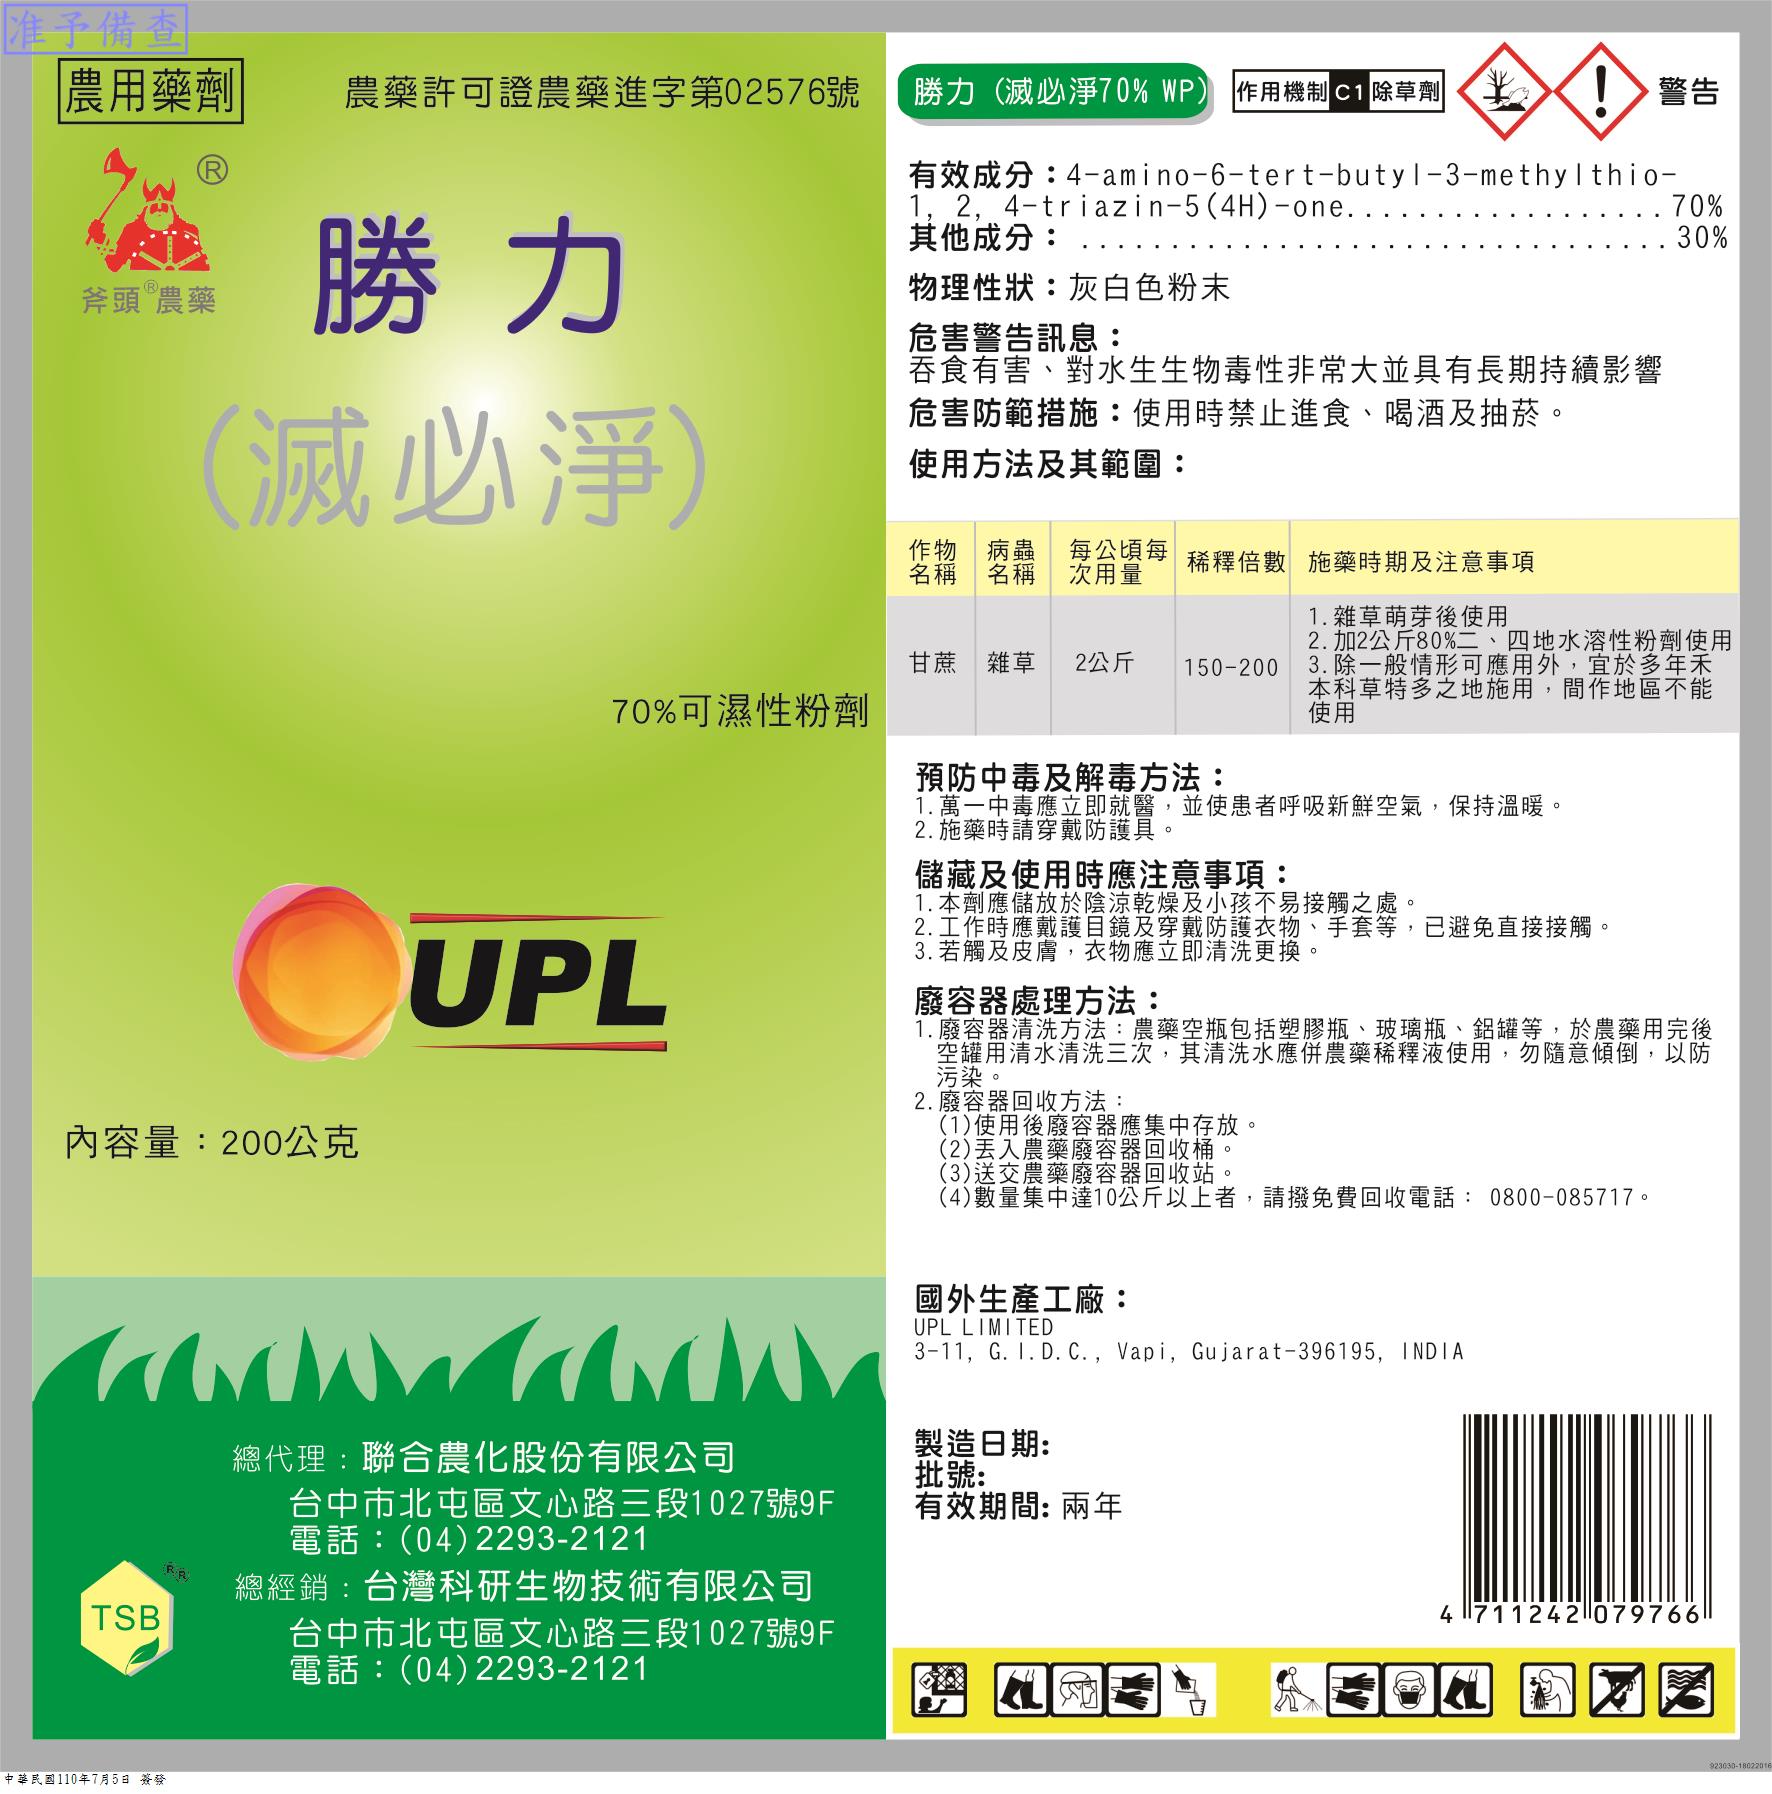 准予備查
農用藥劑
農藥許可證農藥進字第02576號
®
斧頭®農藥
勝力
(滅必淨)
70%可濕性粉劑
UPL
內容量：200公克
總代理：聯合農化股份有限公司
台中市北屯區文心路三段1027號9F
電話：(04)2293-2121
總經銷：台灣科研生物技術有限公司
台中市北屯區文心路三段1027號9F
電話：(04)2293-2121
TSB
®®
勝力 (滅必淨70% WP)
作用機制 C1 除草劑
警告
有效成分：4-amino-6-tert-butyl-3-methylthio-
1, 2, 4-triazin-5(4H)-one..................70%
其他成分： .................................30%
物理性狀：灰白色粉末
危害警告訊息：
吞食有害、對水生生物毒性非常大並具有長期持續影響
危害防範措施：使用時禁止進食、喝酒及抽菸。
使用方法及其範圍：
作物名稱 病蟲名稱 每公頃每次用量 稀釋倍數 施藥時期及注意事項
甘蔗 雜草 2公斤 150-200
1.雜草萌芽後使用
2.加2公斤80%二、四地水溶性粉劑使用
3.除一般情形可應用外，宜於多年禾
本科草特多之地施用，間作地區不能
使用
預防中毒及解毒方法：
1.萬一中毒應立即就醫，並使患者呼吸新鮮空氣，保持溫暖。
2.施藥時請穿戴防護具。
儲藏及使用時應注意事項：
1.本劑應儲放於陰涼乾燥及小孩不易接觸之處。
2.工作時應戴護目鏡及穿戴防護衣物、手套等，已避免直接接觸。
3.若觸及皮膚，衣物應立即清洗更換。
廢容器處理方法：
1.廢容器清洗方法：農藥空瓶包括塑膠瓶、玻璃瓶、鋁罐等，於農藥用完後
空罐用清水清洗三次，其清洗水應併農藥稀釋液使用，勿隨意傾倒，以防
污染。
2.廢容器回收方法：
(1)使用後廢容器應集中存放。
(2)丟入農藥廢容器回收桶。
(3)送交農藥廢容器回收站。
(4)數量集中達10公斤以上者，請撥免費回收電話： 0800-085717。
國外生產工廠：
UPL LIMITED
3-11, G.I.D.C., Vapi, Gujarat-396195, INDIA
製造日期:
批號:
有效期間: 兩年
4 711242 079766
923030-18022016
中華民國110年7月5日 簽發